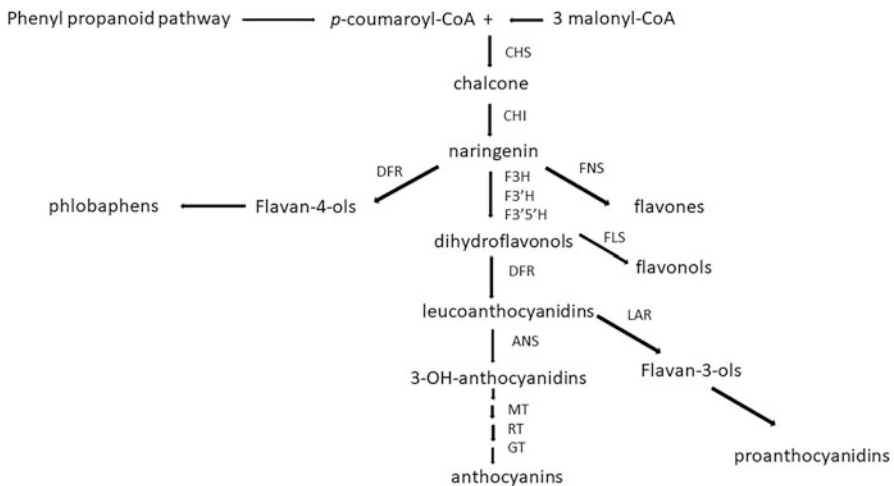 Phenyl propanoid pathway
p-coumaroyl-CoA +
3 malonyl-CoA
CHS
chalcone
CHI
naringenin
DFR
F3H
FNS
F3’H
phlobaphens
Flavan-4-ols
F3’5’H
flavones
dihydroflavonols
FLS
flavonols
DFR
leucoanthocyanidins
LAR
ANS
3-OH-anthocyanidins
Flavan-3-ols
MT
RT
GT
anthocyanins
proanthocyanidins